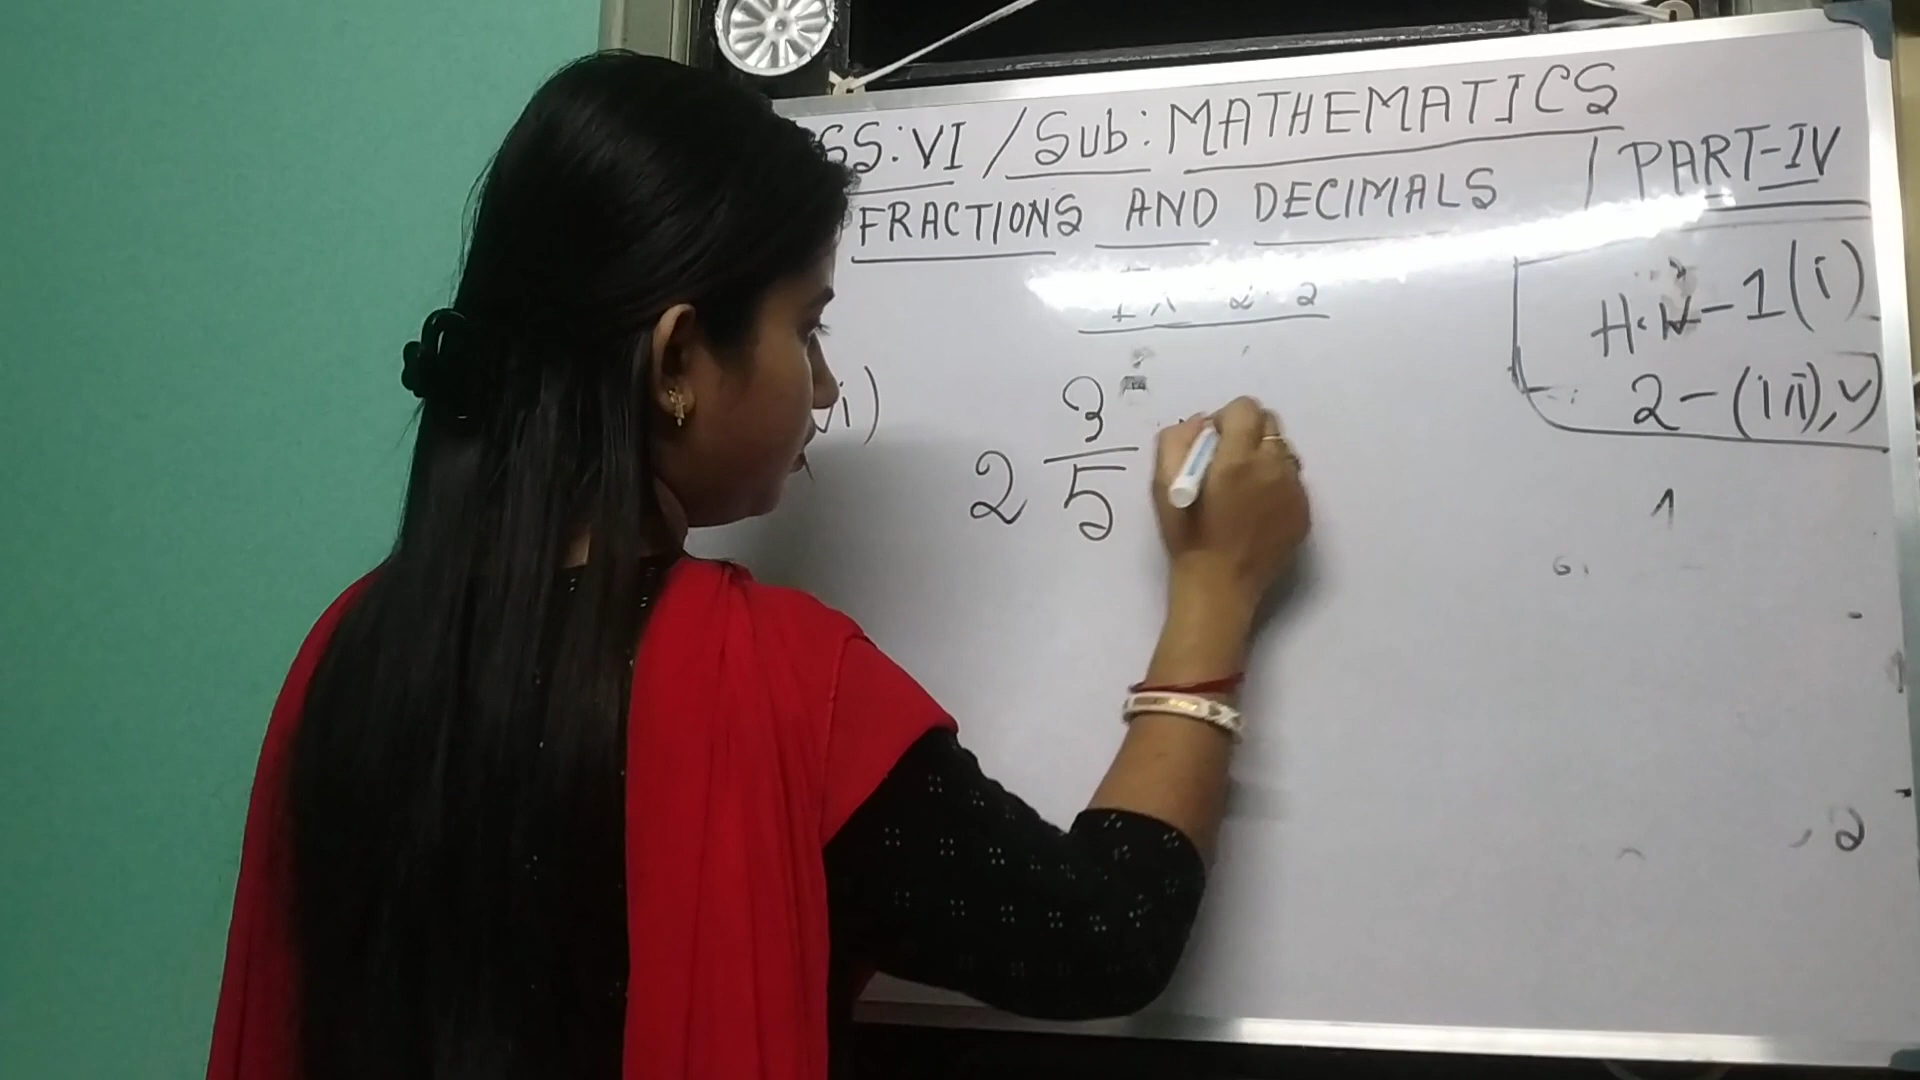 SS:VI / Sub: MATHEMATICS
FRACTIONS AND DECIMALS / PART-IV
H.W-1(i)
2-(iii),v)
vi) 2 3/5